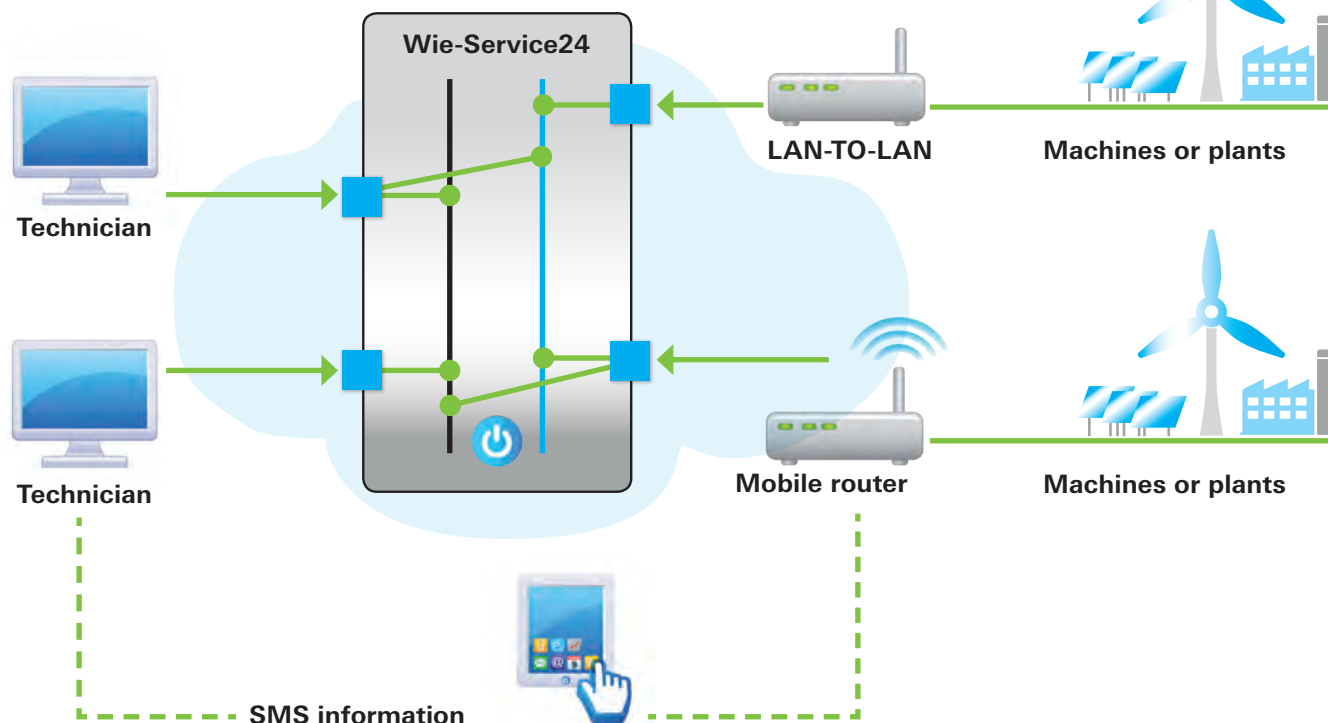 Wie-Service24
LAN-TO-LAN
Machines or plants
Technician
Technician
Mobile router
Machines or plants
SMS information